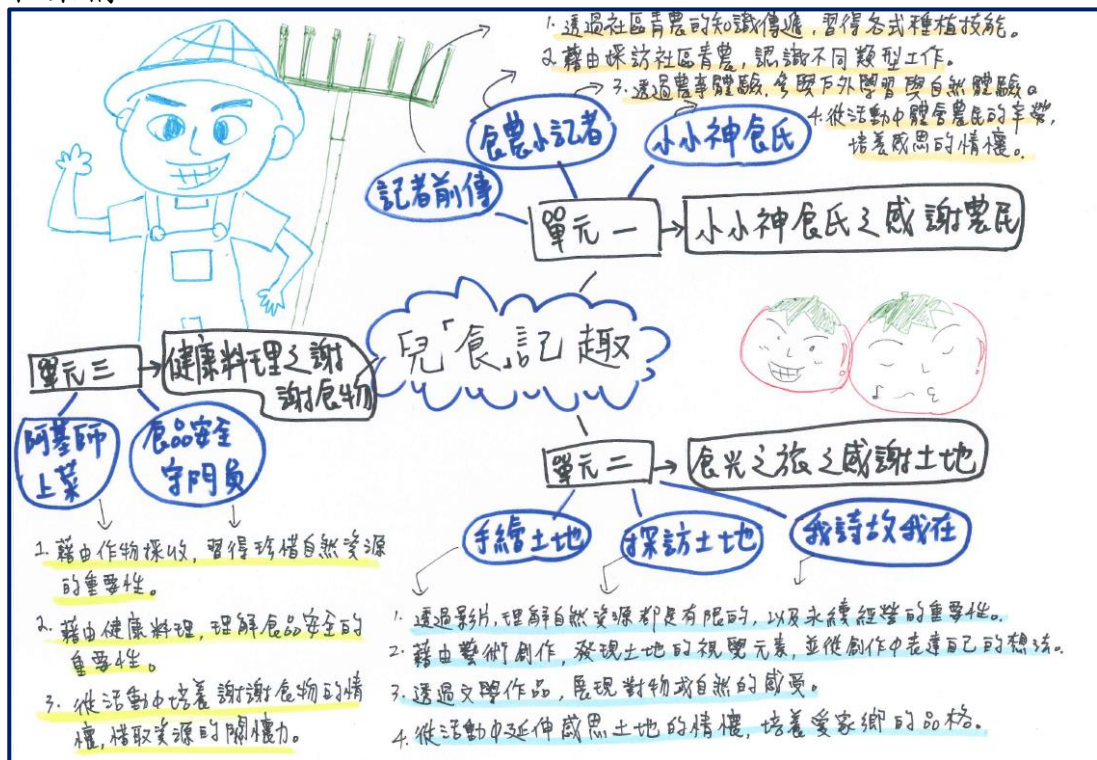 1. 透過社區青農的知識傳遞，習得各式種植技能。
2. 藉由採訪社區青農，認識不同類型工作。
3. 透過農事體驗，參與戶外學習與自然體驗。
4. 從活動中體會農民的辛勞，
培養感恩的情懷。
食農小記者
小小神食氏
記者前傳
單元一
小小神食氏之感謝農民
兒「食」記趣
單元三
健康料理之謝
謝食物
阿基師
上菜
食品安全
守門員
單元二
食光之旅之感謝土地
手繪土地
探訪土地
我詩故我在
1. 藉由作物採收，習得珍惜自然資源
的重要性。
2. 藉由健康料理，理解食品安全的
重要性。
3. 從活動中培養謝謝食物的情
懷，惜取資源的關懷力。
1. 透過影片，理解自然資源都是有限的，以及永續經營的重要性。
2. 藉由藝術創作，發現土地的視覺元素，並從創作中表達自己的想法。
3. 透過文學作品，展現對物或自然的感受。
4. 從活動中延伸感恩土地的情懷，培養愛家鄉的品格。